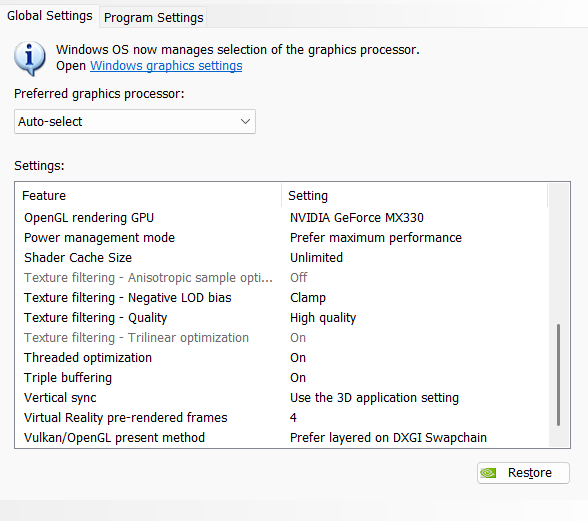 Global Settings
Program Settings
Windows OS now manages selection of the graphics processor.
Open Windows graphics settings
Preferred graphics processor:
Auto-select
Settings:
Feature Setting
OpenGL rendering GPU NVIDIA GeForce MX330
Power management mode Prefer maximum performance
Shader Cache Size Unlimited
Texture filtering - Anisotropic sample opti... Off
Texture filtering - Negative LOD bias Clamp
Texture filtering - Quality High quality
Texture filtering - Trilinear optimization On
Threaded optimization On
Triple buffering On
Vertical sync Use the 3D application setting
Virtual Reality pre-rendered frames 4
Vulkan/OpenGL present method Prefer layered on DXGI Swapchain
Restore